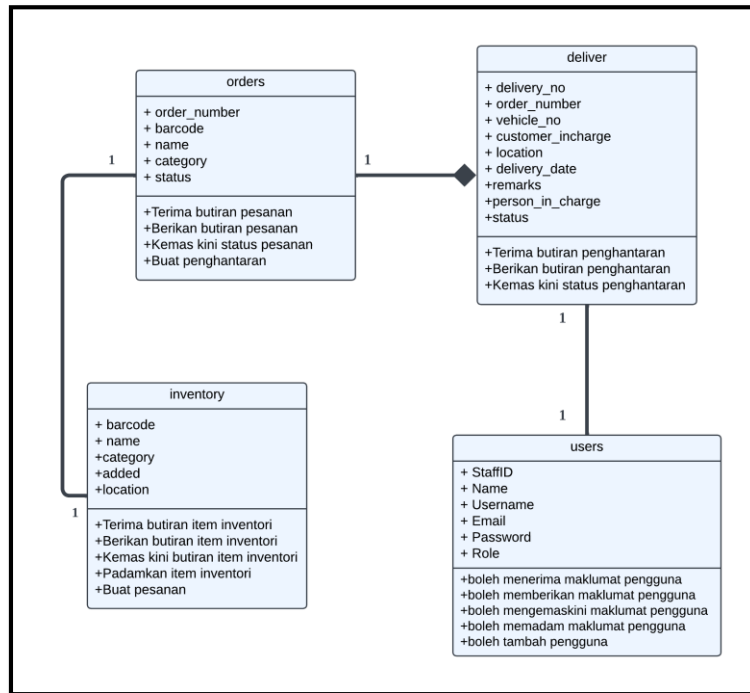 orders
+ order_number
+ barcode
+ name
+ category
+ status
+Terima butiran pesanan
+Berikan butiran pesanan
+Kemas kini status pesanan
+Buat penghantaran
1
1
deliver
+ delivery_no
+ order_number
+ vehicle_no
+ customer_incharge
+ location
+ delivery_date
+remarks
+person_in_charge
+status
+Terima butiran penghantaran
+Berikan butiran penghantaran
+Kemas kini status penghantaran
1
1
inventory
+ barcode
+ name
+category
+added
+location
+Terima butiran item inventori
+Berikan butiran item inventori
+Kemas kini butiran item inventori
+Padamkan item inventori
+Buat pesanan
1
users
+ StaffID
+ Name
+ Username
+ Email
+ Password
+ Role
+boleh menerima maklumat pengguna
+boleh memberikan maklumat pengguna
+boleh mengemaskini maklumat pengguna
+boleh memadam maklumat pengguna
+boleh tambah pengguna